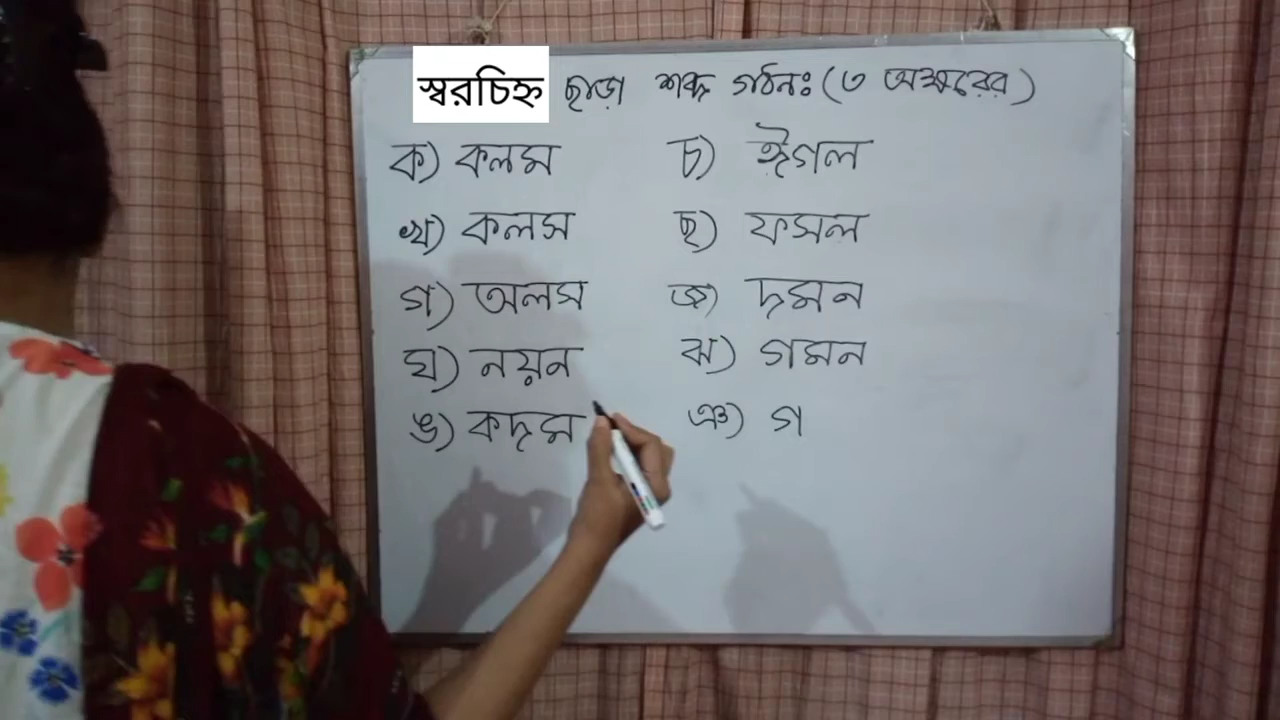 স্বরচিহ্ন ছাড়া শব্দ গঠনঃ (৩ অক্ষরের)
ক) কলম
খ) কলস
গ) অলস
ঘ) নয়ন
ঙ) কদম
চ) ঈগল
ছ) ফসল
জ) দমন
ঝ) গমন
ঞ) গ